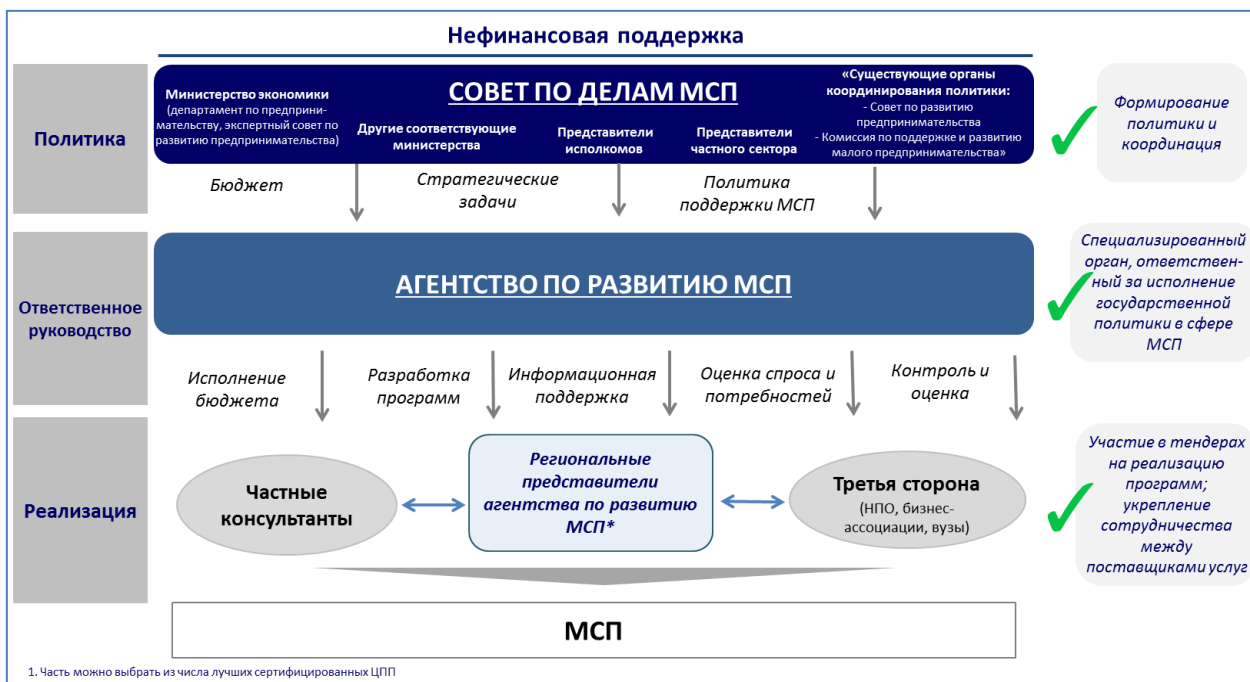 Нефинансовая поддержка
Политика
Министерство экономики
(департамент по предприни-
мательству, экспертный совет по
развитию предпринимательства)
СОВЕТ ПО ДЕЛАМ МСП
Другие соответствующие
министерства
Представители
исполкомов
Представители
частного сектора
«Существующие органы
координирования политики:
- Совет по развитию
предпринимательства
- Комиссия по поддержке и развитию
малого предпринимательства»
Формирование
политики и
координация
Бюджет
Стратегические
задачи
Политика
поддержки МСП
Ответственное
руководство
АГЕНТСТВО ПО РАЗВИТИЮ МСП
Специализированный
орган, ответствен-
ный за исполнение
государственной
политики в сфере
МСП
Исполнение
бюджета
Разработка
программ
Информационная
поддержка
Оценка спроса и
потребностей
Контроль и
оценка
Реализация
Частные
консультанты
Региональные
представители
агентства по развитию
МСП*
Третья сторона
(НПО, бизнес-
ассоциации, вузы)
Участие в тендерах
на реализацию
программ;
укрепление
сотрудничества
между
поставщиками услуг
МСП
1. Часть можно выбрать из числа лучших сертифицированных ЦПП